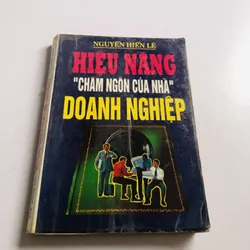 NGUYỄN HIẾN LÊ
HIỆU NĂNG
"CHÂM NGÔN CỦA NHÀ"
DOANH NGHIỆP